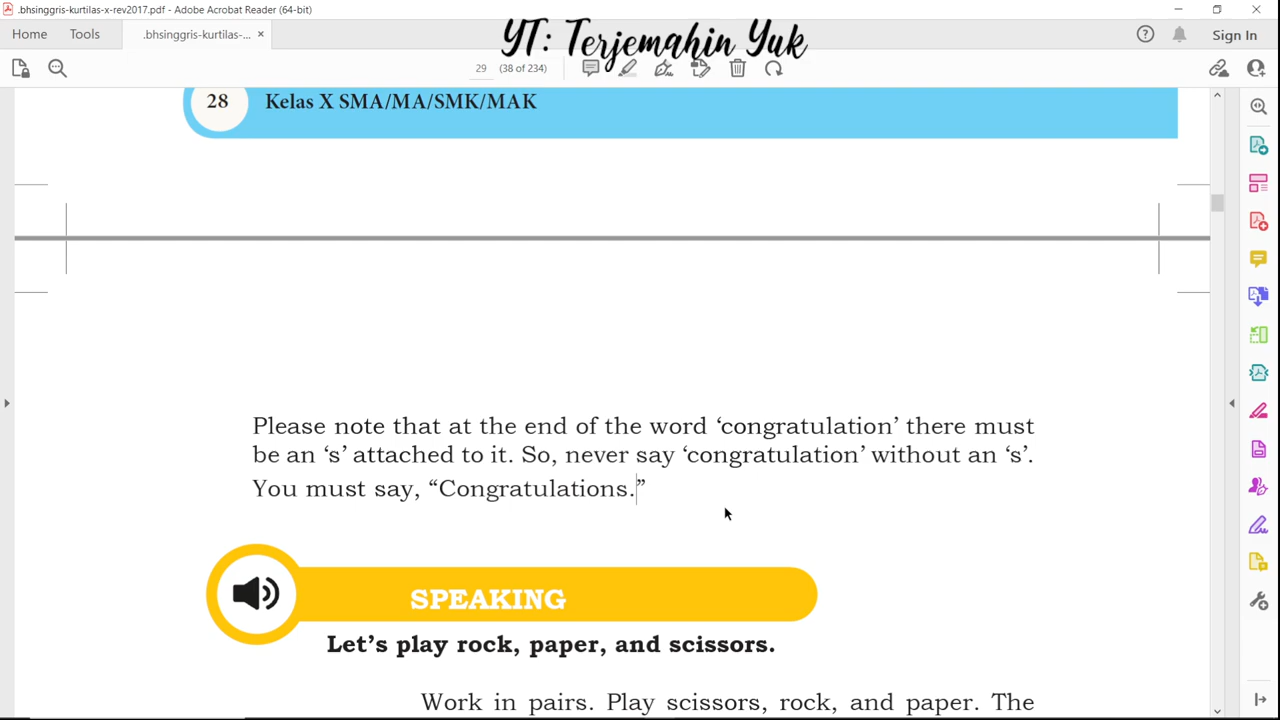 .bhsinggris-kurtilas-x-rev2017.pdf - Adobe Acrobat Reader (64-bit)
YT: Terjemahin Yuk
Home Tools .bhsinggris-kurtilas-... × Sign In
29 (38 of 234)
28 Kelas X SMA/MA/SMK/MAK
Please note that at the end of the word ‘congratulation’ there must
be an ‘s’ attached to it. So, never say ‘congratulation’ without an ‘s’.
You must say, “Congratulations.”
SPEAKING
Let’s play rock, paper, and scissors.
Work in pairs. Play scissors, rock, and paper. The